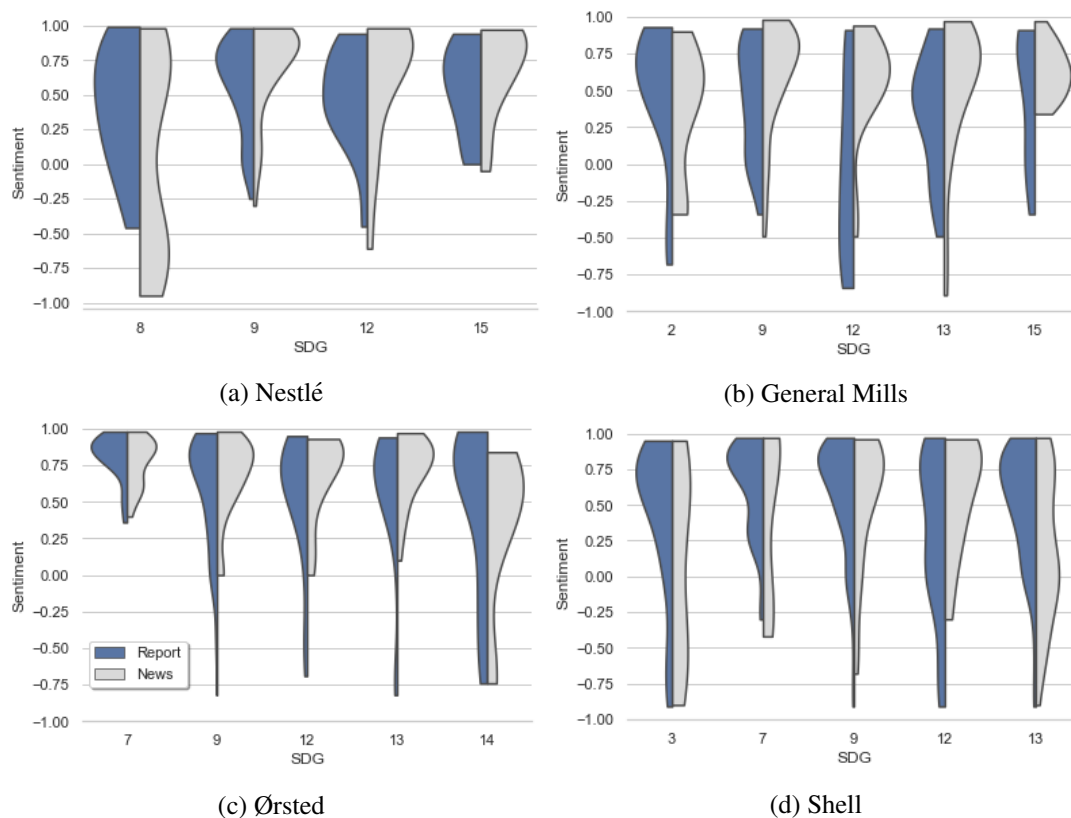 1.00
0.75
0.50
0.25
0.00
−0.25
−0.50
−0.75
−1.00
Sentiment
8 9 12 15
SDG
(a) Nestlé
1.00
0.75
0.50
0.25
0.00
−0.25
−0.50
−0.75
−1.00
Sentiment
2 9 12 13 15
SDG
(b) General Mills
1.00
0.75
0.50
0.25
0.00
−0.25
−0.50
−0.75
−1.00
Sentiment
Report
News
7 9 12 13 14
SDG
(c) Ørsted
1.00
0.75
0.50
0.25
0.00
−0.25
−0.50
−0.75
−1.00
Sentiment
3 7 9 12 13
SDG
(d) Shell